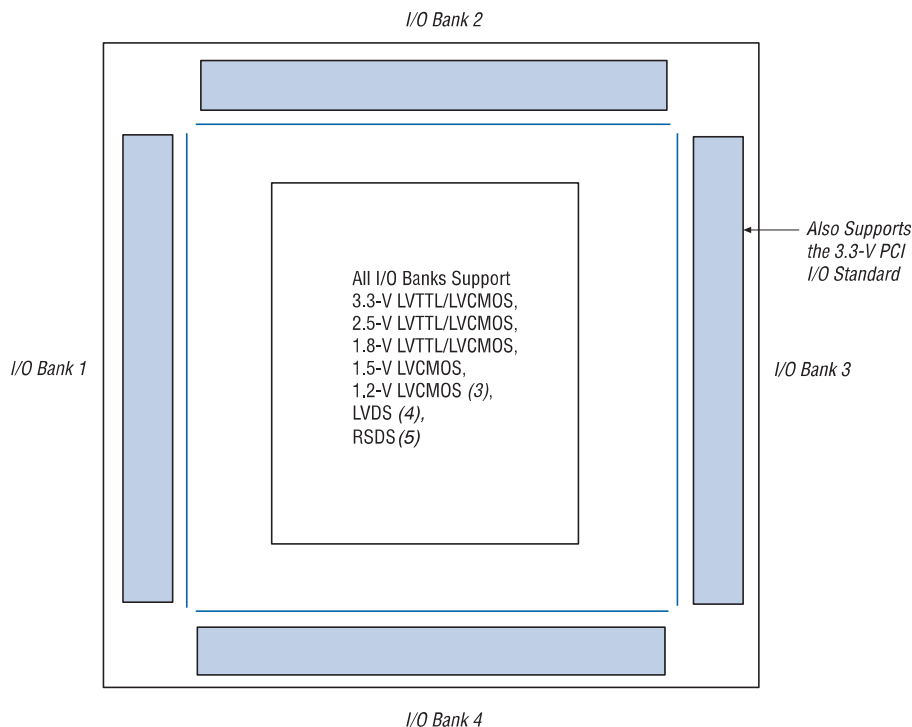 I/O Bank 2
Also Supports
the 3.3-V PCI
I/O Standard
All I/O Banks Support
3.3-V LVTTL/LVCMOS,
2.5-V LVTTL/LVCMOS,
1.8-V LVTTL/LVCMOS,
1.5-V LVCMOS,
1.2-V LVCMOS (3),
LVDS (4),
RSDS (5)
I/O Bank 1
I/O Bank 3
I/O Bank 4